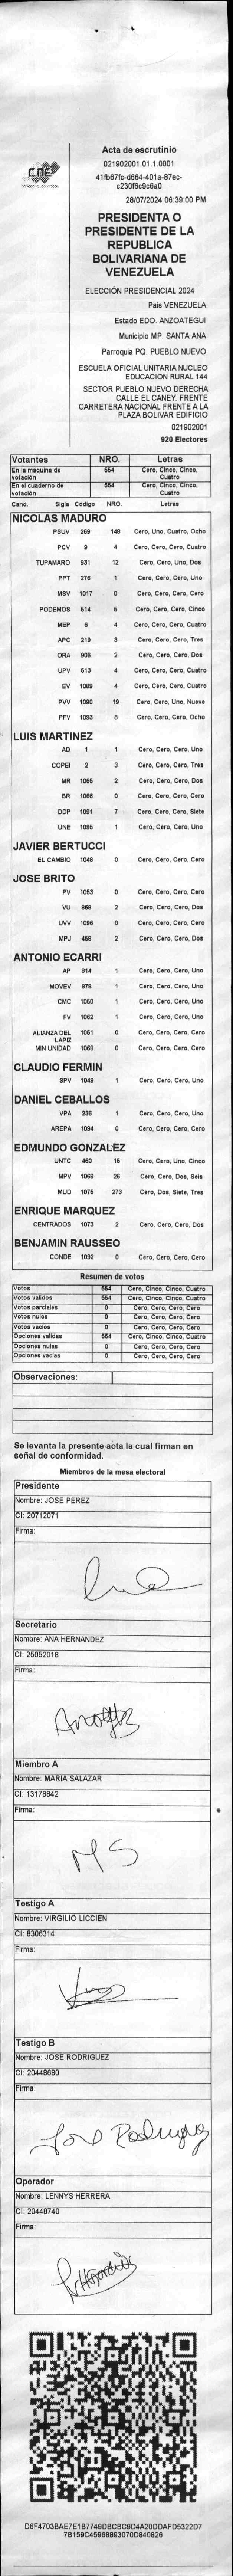 CNE
Acta de escrutinio
021902001.01.1.0001
41fb67fc-d664-401a-87ec-
c230f6c9c6a0
28/07/2024 06:39:00 PM
PRESIDENTA O
PRESIDENTE DE LA
REPUBLICA
BOLIVARIANA DE
VENEZUELA
ELECCIÓN PRESIDENCIAL 2024
País VENEZUELA
Estado EDO. ANZOATEGUI
Municipio MP. SANTA ANA
Parroquia PQ. PUEBLO NUEVO
ESCUELA OFICIAL UNITARIA NUCLEO
EDUCACION RURAL 144
SECTOR PUEBLO NUEVO DERECHA
CALLE EL CANEY. FRENTE
CARRETERA NACIONAL FRENTE A LA
PLAZA BOLIVAR EDIFICIO
021902001
920 Electores
Votantes NRO. Letras
En la máquina de votación 554 Cero, Cinco, Cinco, Cuatro
En el cuaderno de votación 554 Cero, Cinco, Cinco, Cuatro
Cand. Sigla Código NRO. Letras
NICOLAS MADURO
PSUV 269 148 Cero, Uno, Cuatro, Ocho
PCV 9 4 Cero, Cero, Cero, Cuatro
TUPAMARO 931 12 Cero, Cero, Uno, Dos
PPT 276 1 Cero, Cero, Cero, Uno
MSV 1017 0 Cero, Cero, Cero, Cero
PODEMOS 614 5 Cero, Cero, Cero, Cinco
MEP 6 4 Cero, Cero, Cero, Cuatro
APC 219 3 Cero, Cero, Cero, Tres
ORA 906 2 Cero, Cero, Cero, Dos
UPV 613 4 Cero, Cero, Cero, Cuatro
EV 1089 4 Cero, Cero, Cero, Cuatro
PVV 1090 19 Cero, Cero, Uno, Nueve
PFV 1093 8 Cero, Cero, Cero, Ocho
LUIS MARTINEZ
AD 1 1 Cero, Cero, Cero, Uno
COPEI 2 3 Cero, Cero, Cero, Tres
MR 1065 2 Cero, Cero, Cero, Dos
BR 1066 0 Cero, Cero, Cero, Cero
DDP 1091 7 Cero, Cero, Cero, Siete
UNE 1095 1 Cero, Cero, Cero, Uno
JAVIER BERTUCCI
EL CAMBIO 1048 0 Cero, Cero, Cero, Cero
JOSE BRITO
PV 1053 0 Cero, Cero, Cero, Cero
VU 868 2 Cero, Cero, Cero, Dos
UVV 1096 0 Cero, Cero, Cero, Cero
MPJ 456 2 Cero, Cero, Cero, Dos
ANTONIO ECARRI
AP 814 1 Cero, Cero, Cero, Uno
MOVEV 878 1 Cero, Cero, Cero, Uno
CMC 1050 1 Cero, Cero, Cero, Uno
FV 1062 1 Cero, Cero, Cero, Uno
ALIANZA DEL LAPIZ 1051 0 Cero, Cero, Cero, Cero
MIN UNIDAD 1059 0 Cero, Cero, Cero, Cero
CLAUDIO FERMIN
SPV 1049 1 Cero, Cero, Cero, Uno
DANIEL CEBALLOS
VPA 236 1 Cero, Cero, Cero, Uno
AREPA 1094 0 Cero, Cero, Cero, Cero
EDMUNDO GONZALEZ
UNTC 460 15 Cero, Cero, Uno, Cinco
MPV 1069 26 Cero, Cero, Dos, Seis
MUD 1075 273 Cero, Dos, Siete, Tres
ENRIQUE MARQUEZ
CENTRADOS 1073 2 Cero, Cero, Cero, Dos
BENJAMIN RAUSSEO
CONDE 1092 0 Cero, Cero, Cero, Cero
Resumen de votos
Votos 554 Cero, Cinco, Cinco, Cuatro
Votos validos 554 Cero, Cinco, Cinco, Cuatro
Votos parciales 0 Cero, Cero, Cero, Cero
Votos nulos 0 Cero, Cero, Cero, Cero
Votos vacios 0 Cero, Cero, Cero, Cero
Opciones validas 554 Cero, Cinco, Cinco, Cuatro
Opciones nulas 0 Cero, Cero, Cero, Cero
Opciones vacias 0 Cero, Cero, Cero, Cero
Observaciones:
Se levanta la presente acta la cual firman en
señal de conformidad.
Miembros de la mesa electoral
Presidente
Nombre: JOSE PEREZ
CI: 20712071
Firma:
Secretario
Nombre: ANA HERNANDEZ
CI: 25052018
Firma:
Miembro A
Nombre: MARIA SALAZAR
CI: 13178842
Firma:
MS
Testigo A
Nombre: VIRGILIO LICCIEN
CI: 8306314
Firma:
Testigo B
Nombre: JOSE RODRIGUEZ
CI: 20448680
Firma:
José Rodriguez
Operador
Nombre: LENNYS HERRERA
CI: 20448740
Firma:
D6F4703BAE7E1B7749DBCBC9D4A20DDAFD5322D7
7B159C45968893070D840826